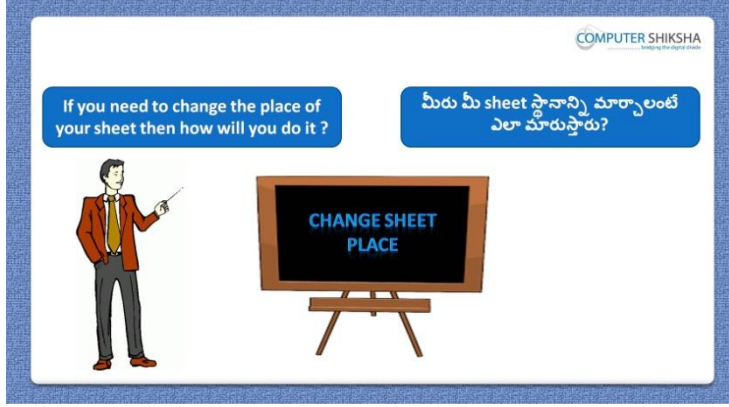 COMPUTER SHIKSHA
bridging the digital divide
If you need to change the place of
your sheet then how will you do it ?
మీరు మీ sheet స్థానాన్ని మార్చాలంటే
ఎలా మారుస్తారు?
CHANGE SHEET
PLACE